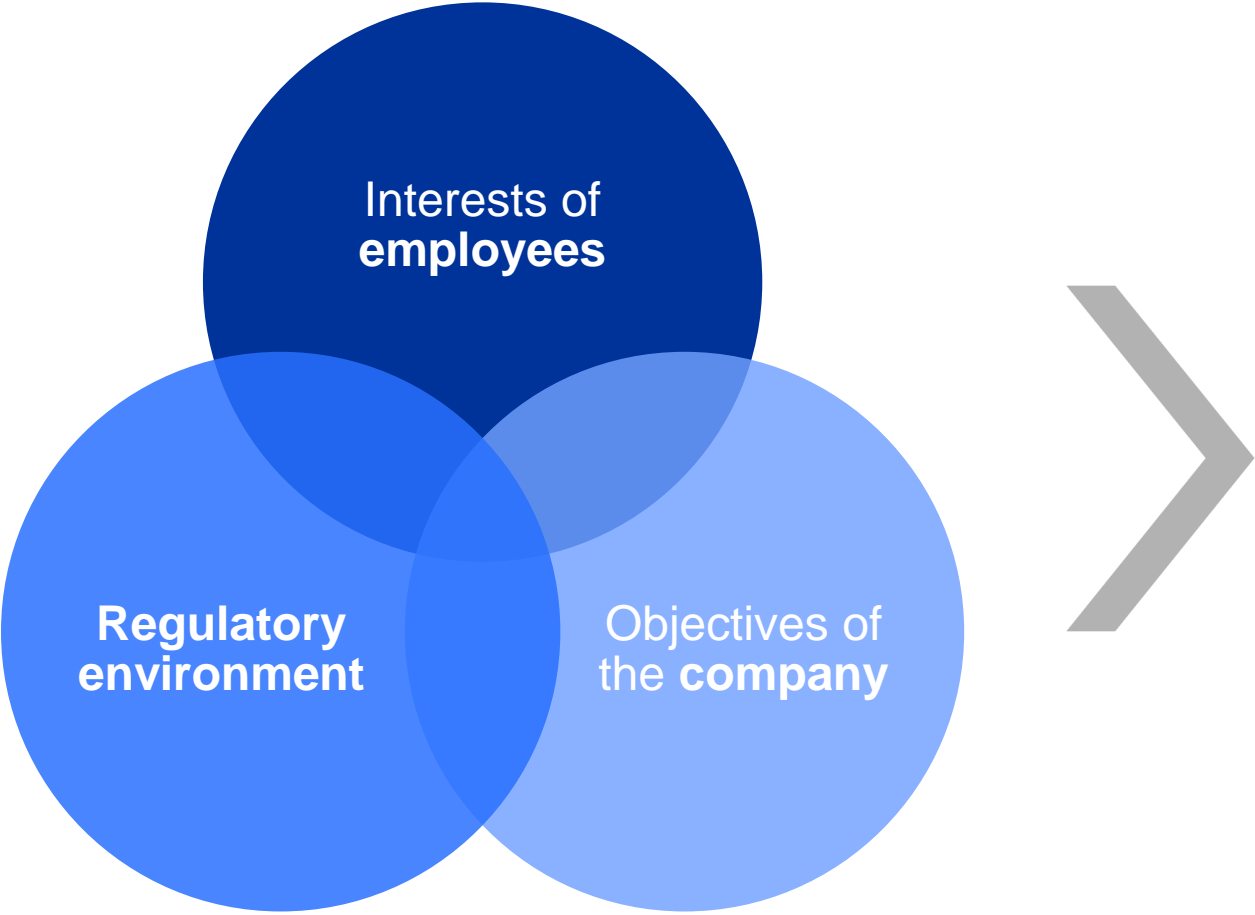 Interests of
employees
Regulatory
environment
Objectives of
the company